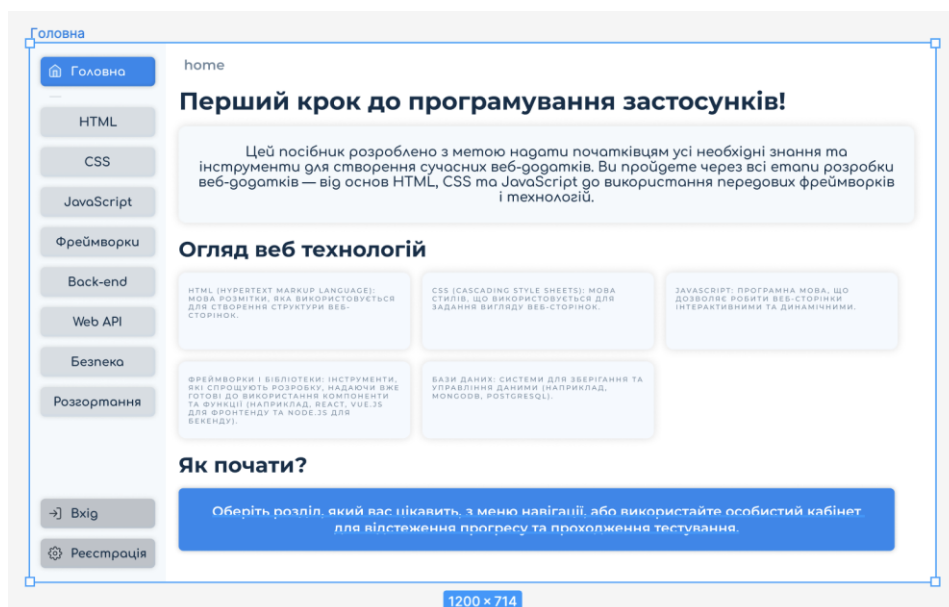 Головна
Головна
HTML
CSS
JavaScript
Фреймворки
Back-end
Web API
Безпека
Розгортання
Вхід
Реєстрація
home
Перший крок до програмування застосунків!
Цей посібник розроблено з метою надати початківцям усі необхідні знання та
інструменти для створення сучасних веб-додатків. Ви пройдете через всі етапи розробки
веб-додатків — від основ HTML, CSS та JavaScript до використання передових фреймворків
і технологій.
Огляд веб технологій
HTML (HYPERTEXT MARKUP LANGUAGE):
МОВА РОЗМІТКИ, ЯКА ВИКОРИСТОВУЄТЬСЯ
ДЛЯ СТВОРЕННЯ СТРУКТУРИ ВЕБ-
СТОРІНОК.
CSS (CASCADING STYLE SHEETS): МОВА
СТИЛІВ, ЩО ВИКОРИСТОВУЄТЬСЯ ДЛЯ
ЗАДАННЯ ВИГЛЯДУ ВЕБ-СТОРІНОК.
JAVASCRIPT: ПРОГРАМНА МОВА, ЩО
ДОЗВОЛЯЄ РОБИТИ ВЕБ-СТОРІНКИ
ІНТЕРАКТИВНИМИ ТА ДИНАМІЧНИМИ.
ФРЕЙМВОРКИ І БІБЛІОТЕКИ: ІНСТРУМЕНТИ,
ЯКІ СПРОЩУЮТЬ РОЗРОБКУ, НАДАЮЧИ ВЖЕ
ГОТОВІ ДО ВИКОРИСТАННЯ КОМПОНЕНТИ
ТА ФУНКЦІЇ (НАПРИКЛАД, REACT, VUE.JS
ДЛЯ ФРОНТЕНДУ ТА NODE.JS ДЛЯ
БЕКЕНДУ).
БАЗИ ДАНИХ: СИСТЕМИ ДЛЯ ЗБЕРІГАННЯ ТА
УПРАВЛІННЯ ДАНИМИ (НАПРИКЛАД,
MONGODB, POSTGRESQL).
Як почати?
Оберіть розділ, який вас цікавить, з меню навігації, або використайте особистий кабінет
для відстеження прогресу та проходження тестування.
1200 × 714